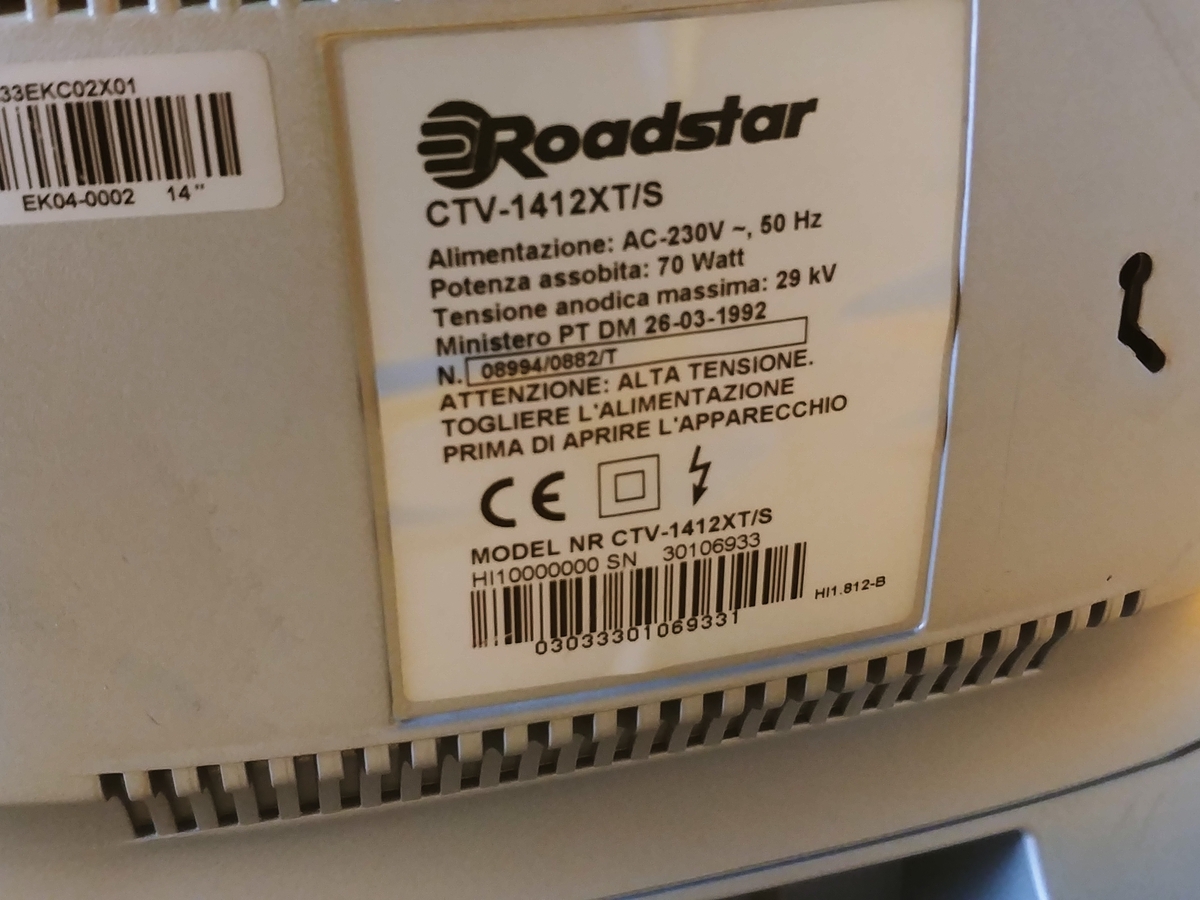 33EKC02X01
EK04-0002 14"
Roadstar
CTV-1412XT/S
Alimentazione: AC-230V ~, 50 Hz
Potenza assobita: 70 Watt
Tensione anodica massima: 29 kV
Ministero PT DM 26-03-1992
N. 08994/0882/T
ATTENZIONE: ALTA TENSIONE.
TOGLIERE L'ALIMENTAZIONE
PRIMA DI APRIRE L'APPARECCHIO
CE
MODEL NR CTV-1412XT/S
HI10000000 SN 30106933
03033301069331
HI1.812-B